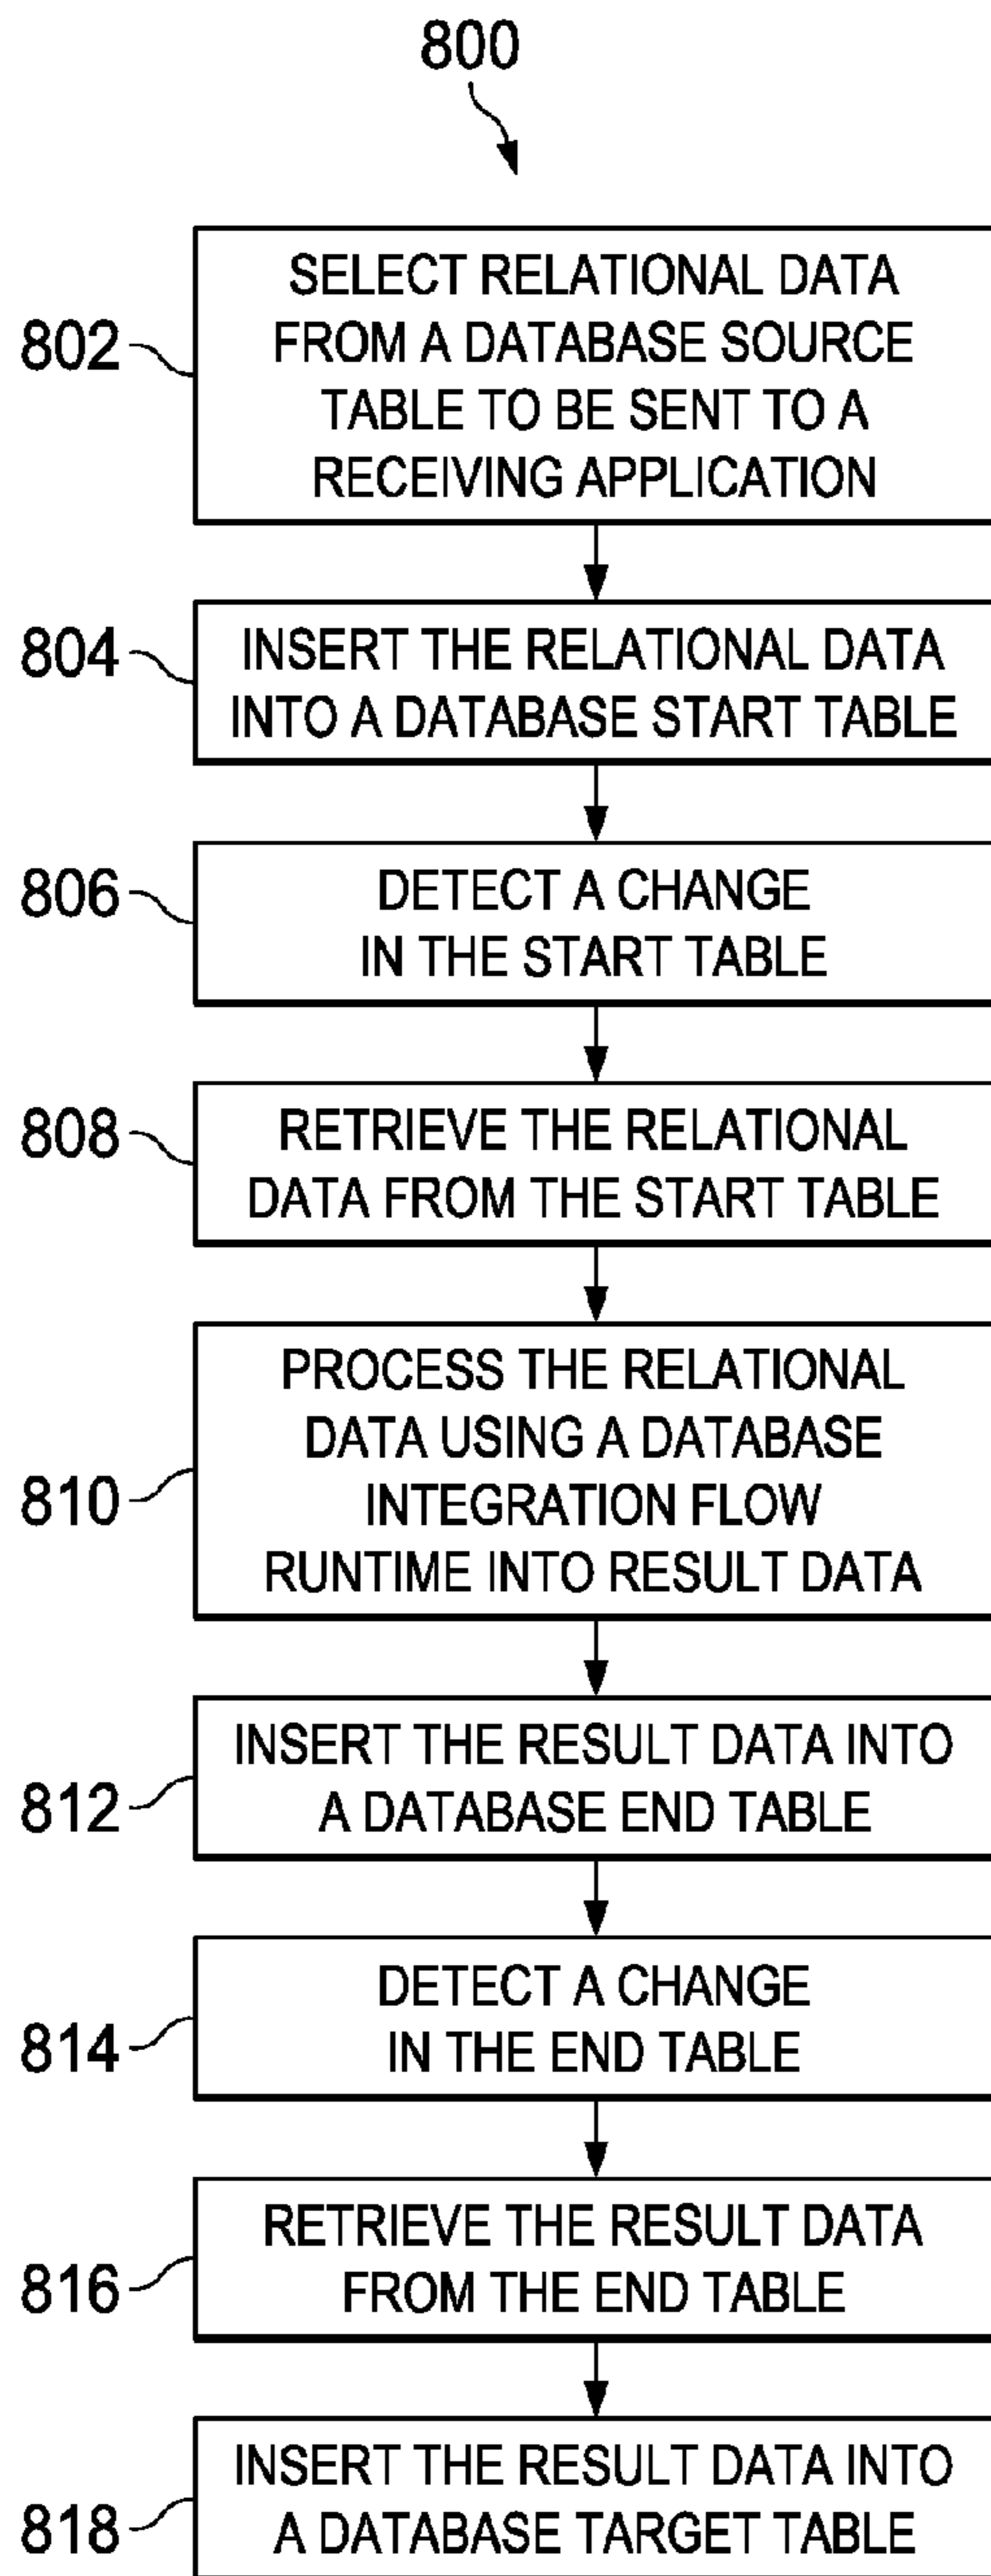 800
802
SELECT RELATIONAL DATA
FROM A DATABASE SOURCE
TABLE TO BE SENT TO A
RECEIVING APPLICATION
804
INSERT THE RELATIONAL DATA
INTO A DATABASE START TABLE
806
DETECT A CHANGE
IN THE START TABLE
808
RETRIEVE THE RELATIONAL
DATA FROM THE START TABLE
810
PROCESS THE RELATIONAL
DATA USING A DATABASE
INTEGRATION FLOW
RUNTIME INTO RESULT DATA
812
INSERT THE RESULT DATA INTO
A DATABASE END TABLE
814
DETECT A CHANGE
IN THE END TABLE
816
RETRIEVE THE RESULT DATA
FROM THE END TABLE
818
INSERT THE RESULT DATA INTO
A DATABASE TARGET TABLE